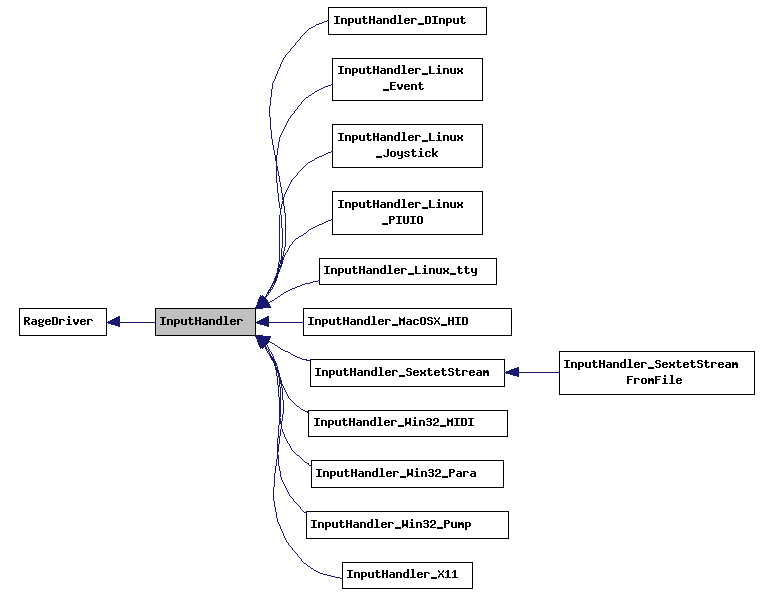 InputHandler_DInput
InputHandler_Linux
_Event
InputHandler_Linux
_Joystick
InputHandler_Linux
_PIUIO
InputHandler_Linux_tty
RageDriver
InputHandler
InputHandler_MacOSX_HID
InputHandler_SextetStream
InputHandler_SextetStream
FromFile
InputHandler_Win32_MIDI
InputHandler_Win32_Para
InputHandler_Win32_Pump
InputHandler_X11